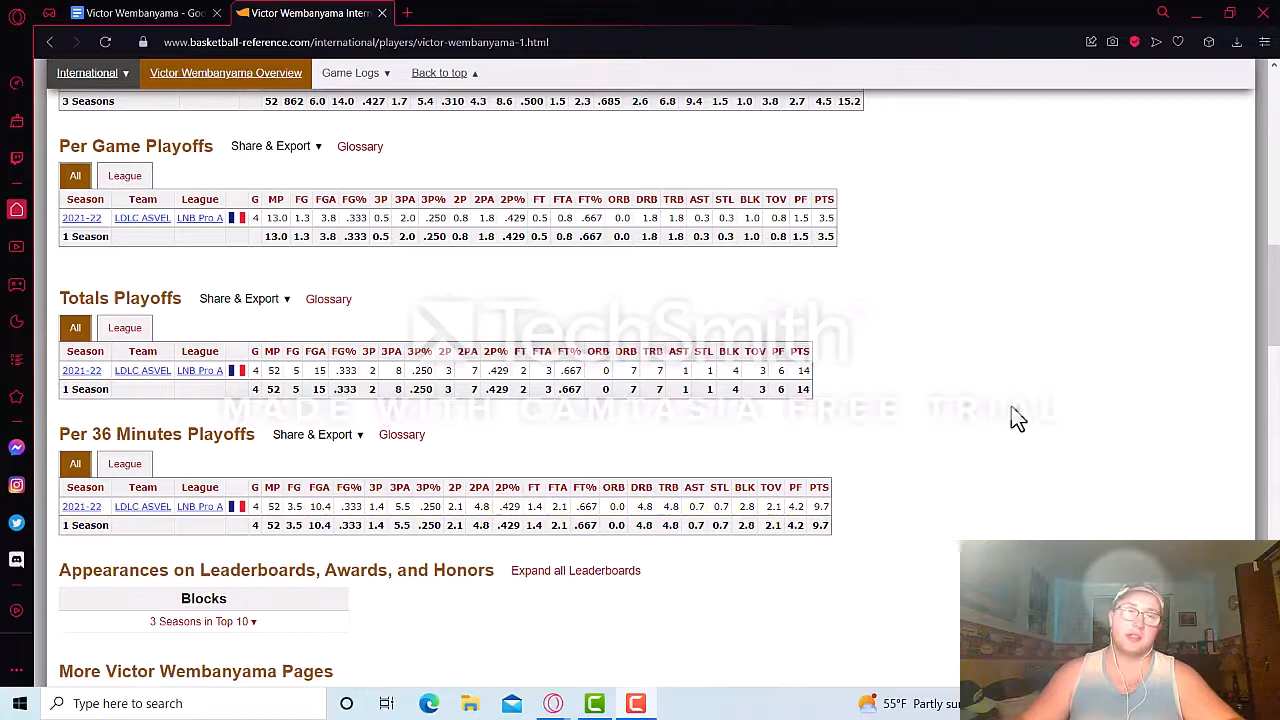 Victor Wembanyama - Goo
Victor Wembanyama Intern
www.basketball-reference.com/international/players/victor-wembanyama-1.html
International ▼ Victor Wembanyama Overview Game Logs ▼ Back to top ▲
3 Seasons 52 862 6.0 14.0 .427 1.7 5.4 .310 4.3 8.6 .500 1.5 2.3 .685 2.6 6.8 9.4 1.5 1.0 3.8 2.7 4.5 15.2
Per Game Playoffs Share & Export ▼ Glossary
All League
Season Team League G MP FG FGA FG% 3P 3PA 3P% 2P 2PA 2P% FT FTA FT% ORB DRB TRB AST STL BLK TOV PF PTS
2021-22 LDLC ASVEL LNB Pro A 4 13.0 1.3 3.8 .333 0.5 2.0 .250 0.8 1.8 .429 0.5 0.8 .667 0.0 1.8 1.8 0.3 0.3 1.0 0.8 1.5 3.5
1 Season 13.0 1.3 3.8 .333 0.5 2.0 .250 0.8 1.8 .429 0.5 0.8 .667 0.0 1.8 1.8 0.3 0.3 1.0 0.8 1.5 3.5
Totals Playoffs Share & Export ▼ Glossary
TechSmith
All League
Season Team League G MP FG FGA FG% 3P 3PA 3P% 2P 2PA 2P% FT FTA FT% ORB DRB TRB AST STL BLK TOV PF PTS
2021-22 LDLC ASVEL LNB Pro A 4 52 5 15 .333 2 8 .250 3 7 .429 2 3 .667 0 7 7 1 1 4 3 6 14
1 Season 4 52 5 15 .333 2 8 .250 3 7 .429 2 3 .667 0 7 7 1 1 4 3 6 14
MADE WITH CAMTASIA FREE TRIAL
Per 36 Minutes Playoffs Share & Export ▼ Glossary
All League
Season Team League G MP FG FGA FG% 3P 3PA 3P% 2P 2PA 2P% FT FTA FT% ORB DRB TRB AST STL BLK TOV PF PTS
2021-22 LDLC ASVEL LNB Pro A 4 52 3.5 10.4 .333 1.4 5.5 .250 2.1 4.8 .429 1.4 2.1 .667 0.0 4.8 4.8 0.7 0.7 2.8 2.1 4.2 9.7
1 Season 4 52 3.5 10.4 .333 1.4 5.5 .250 2.1 4.8 .429 1.4 2.1 .667 0.0 4.8 4.8 0.7 0.7 2.8 2.1 4.2 9.7
Appearances on Leaderboards, Awards, and Honors Expand all Leaderboards
Blocks
3 Seasons in Top 10 ▾
More Victor Wembanyama Pages
Type here to search
55°F Partly su